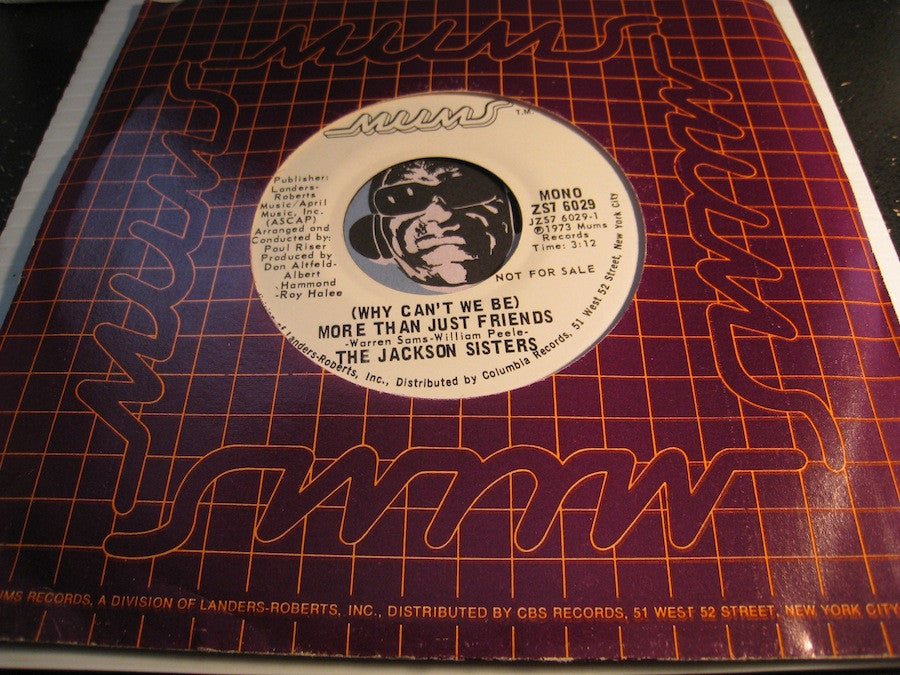 mums
mums
mums
mums T.M.
Publisher:
Landers-
Roberts
Music/April
Music, Inc.
(ASCAP)
Arranged and
Conducted by:
Paul Riser
Produced by
Don Altfeld-
Albert
Hammond
-Roy Halee
MONO
ZS7 6029
JZS7 6029-1
℗1973 Mums
Records
Time: 3:12
NOT FOR SALE
(WHY CAN'T WE BE)
MORE THAN JUST FRIENDS
-Warren Sams-William Peele-
THE JACKSON SISTERS
of Landers-Roberts, Inc., Distributed by Columbia Records, 51 West 52 Street, New York City
mums
RECORDS, A DIVISION OF LANDERS-ROBERTS, INC., DISTRIBUTED BY CBS RECORDS, 51 WEST 52 STREET, NEW YORK CITY